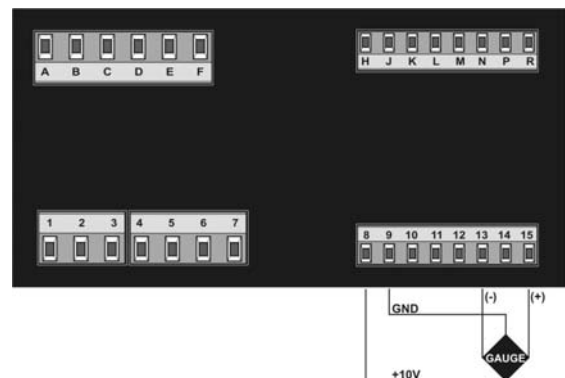 A B C D E F
H J K L M N P R
1 2 3 4 5 6 7
8 9 10 11 12 13 14 15
(-) (+)
GND
GAUGE
+10V